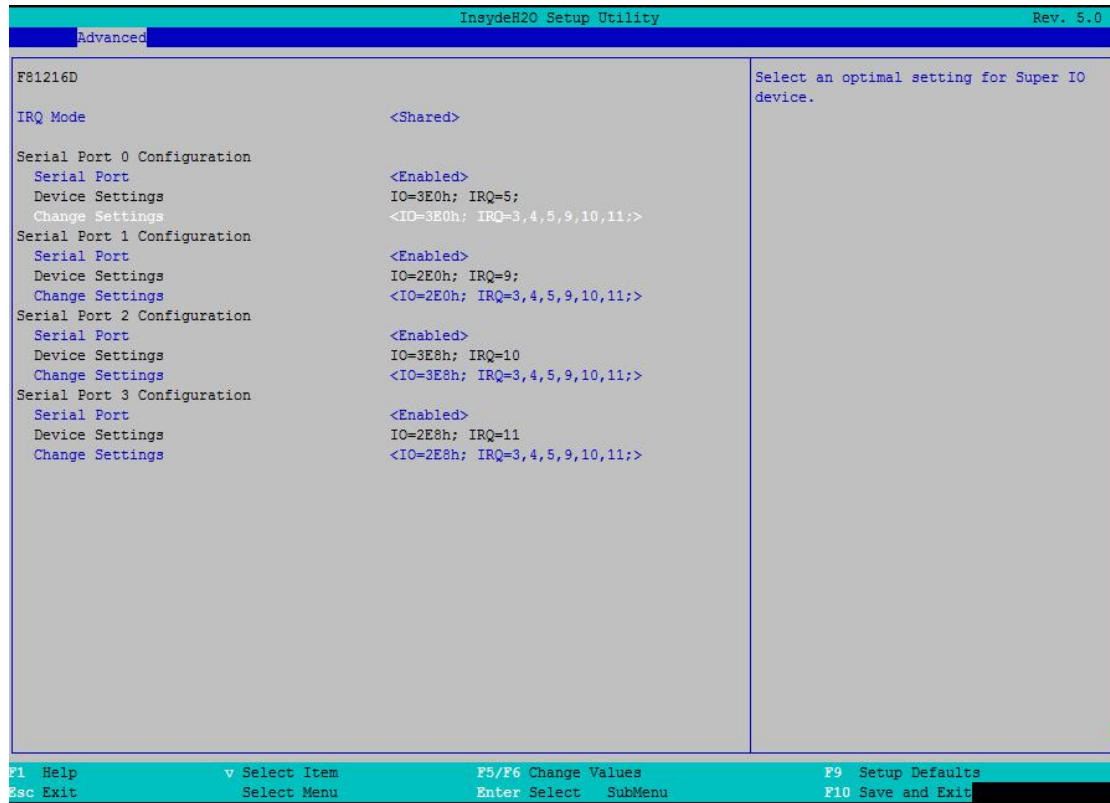 InsydeH2O Setup Utility Rev. 5.0
Advanced
F81216D
Select an optimal setting for Super IO
device.
IRQ Mode <Shared>
Serial Port 0 Configuration
Serial Port <Enabled>
Device Settings IO=3E0h; IRQ=5;
Change Settings <IO=3E0h; IRQ=3,4,5,9,10,11;>
Serial Port 1 Configuration
Serial Port <Enabled>
Device Settings IO=2E0h; IRQ=9;
Change Settings <IO=2E0h; IRQ=3,4,5,9,10,11;>
Serial Port 2 Configuration
Serial Port <Enabled>
Device Settings IO=3E8h; IRQ=10
Change Settings <IO=3E8h; IRQ=3,4,5,9,10,11;>
Serial Port 3 Configuration
Serial Port <Enabled>
Device Settings IO=2E8h; IRQ=11
Change Settings <IO=2E8h; IRQ=3,4,5,9,10,11;>
F1 Help v Select Item F5/F6 Change Values F9 Setup Defaults
Esc Exit Select Menu Enter Select SubMenu F10 Save and Exit